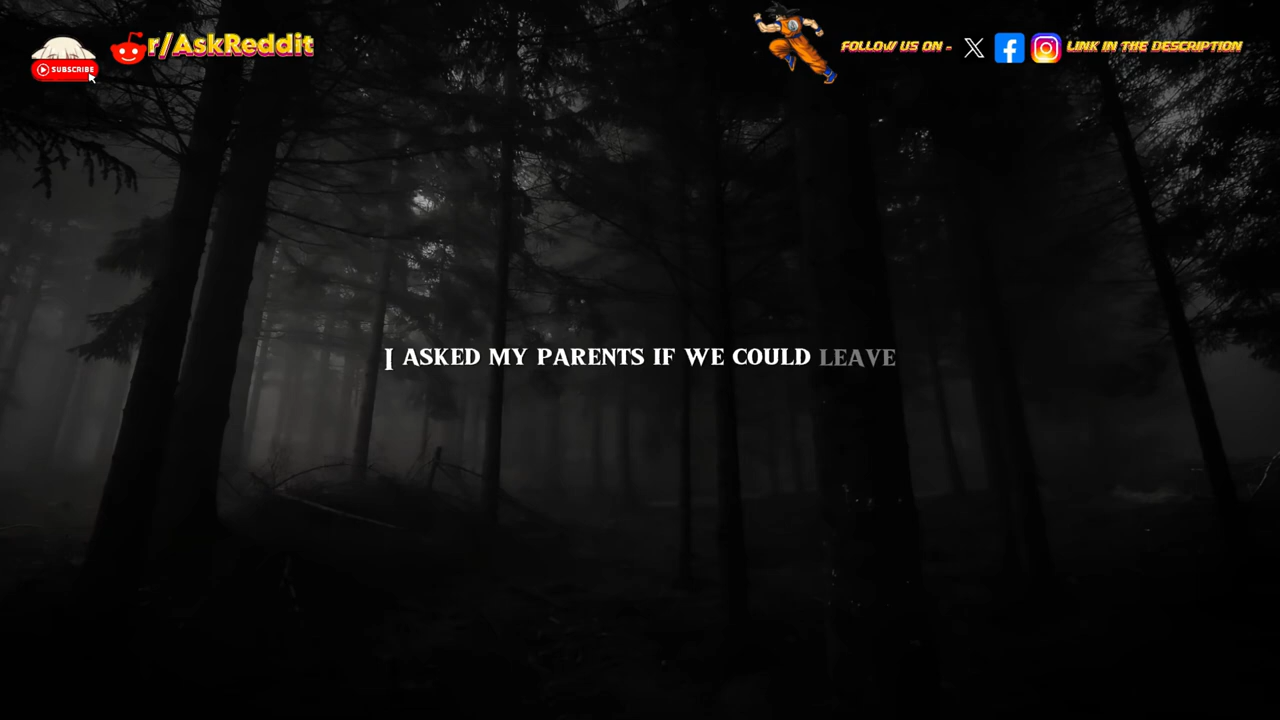 r/AskReddit
SUBSCRIBE
FOLLOW US ON - LINK IN THE DESCRIPTION
I ASKED MY PARENTS IF WE COULD LEAVE